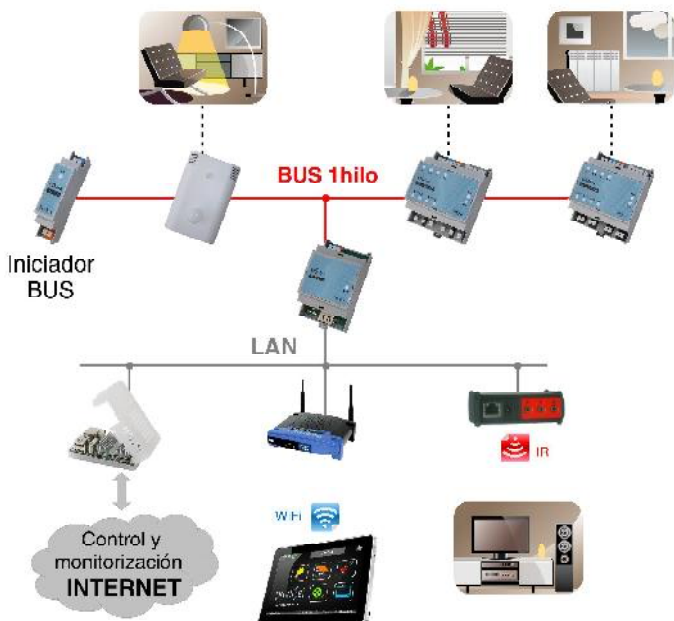 BUS 1hilo
Iniciador
BUS
LAN
IR
WiFi
Control y
monitorización
INTERNET